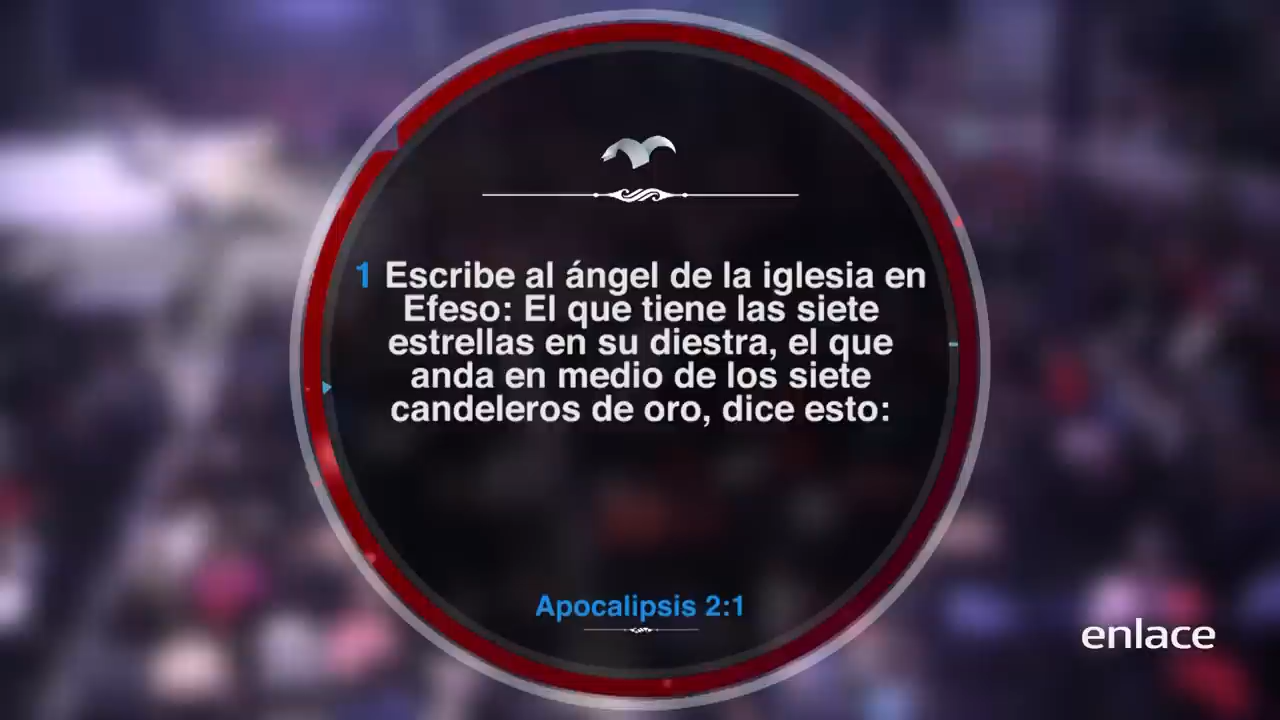 1 Escribe al ángel de la iglesia en
Efeso: El que tiene las siete
estrellas en su diestra, el que
anda en medio de los siete
candeleros de oro, dice esto:
Apocalipsis 2:1
enlace